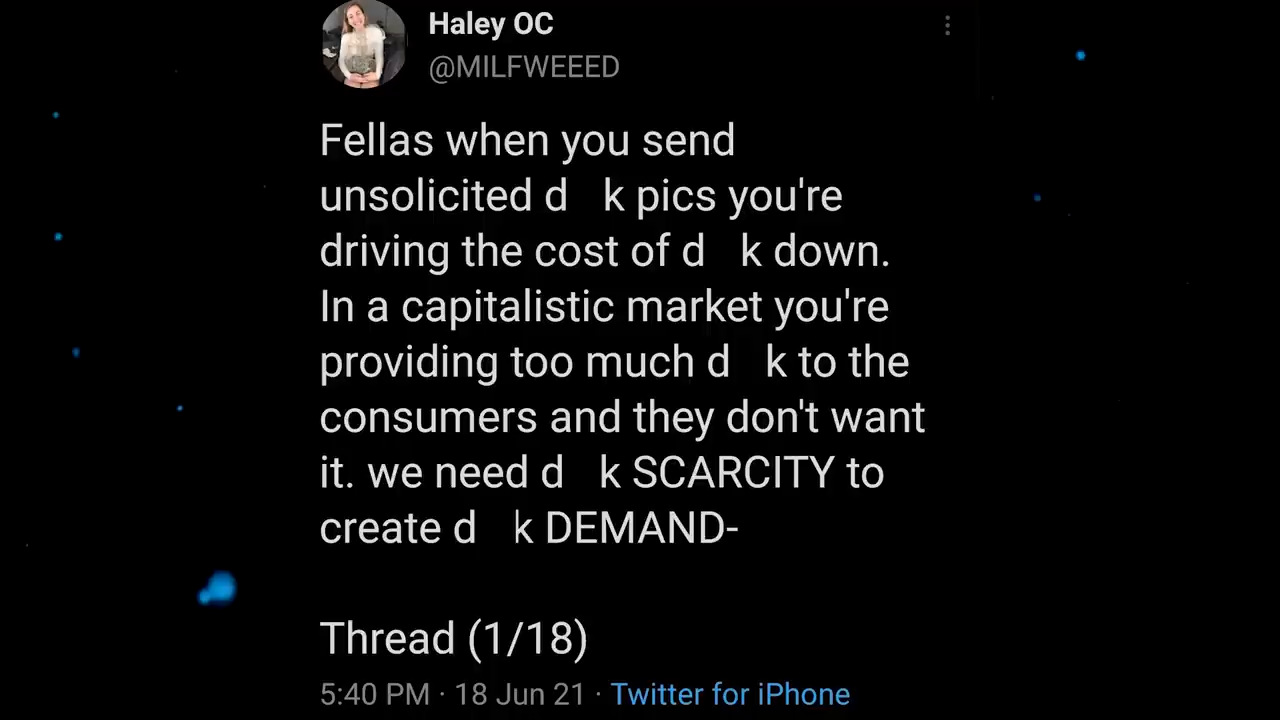 Haley OC
@MILFWEEED
Fellas when you send
unsolicited d k pics you're
driving the cost of d k down.
In a capitalistic market you're
providing too much d k to the
consumers and they don't want
it. we need d k SCARCITY to
create d k DEMAND-
Thread (1/18)
5:40 PM · 18 Jun 21 · Twitter for iPhone